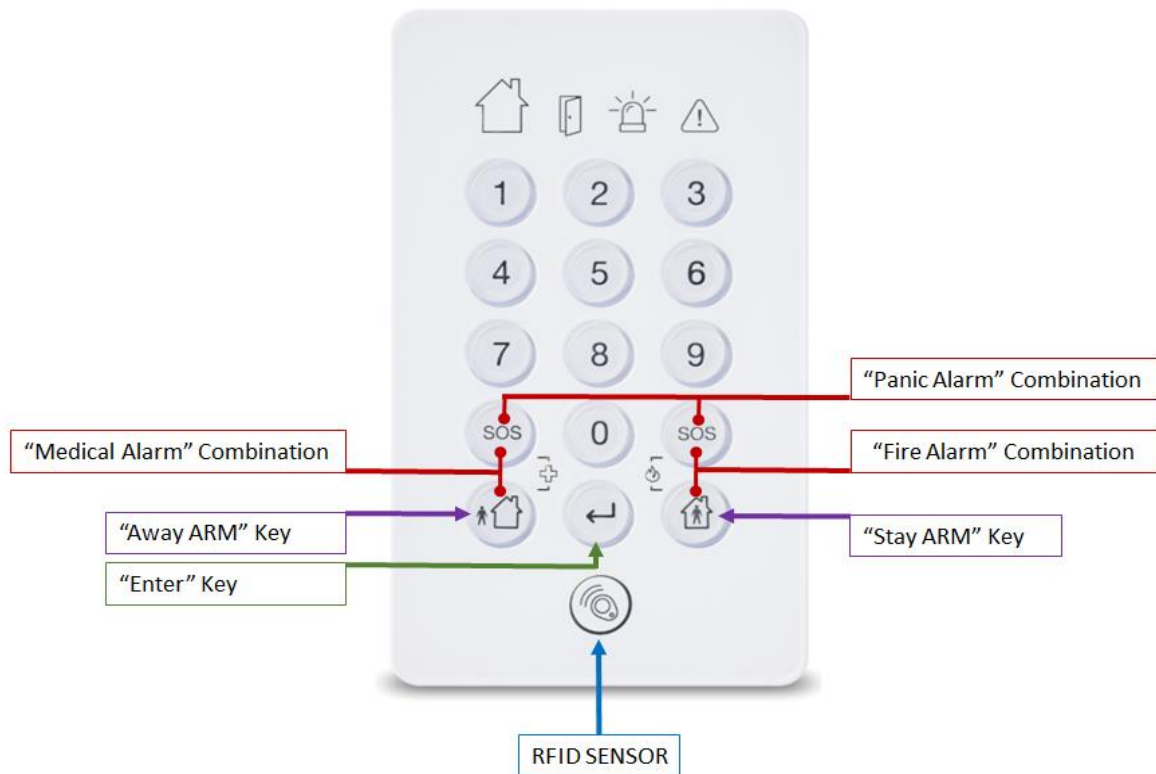 1 2 3
4 5 6
7 8 9
“Panic Alarm” Combination
SOS 0 SOS
“Medical Alarm” Combination
“Fire Alarm” Combination
“Away ARM” Key
“Stay ARM” Key
“Enter” Key
RFID SENSOR